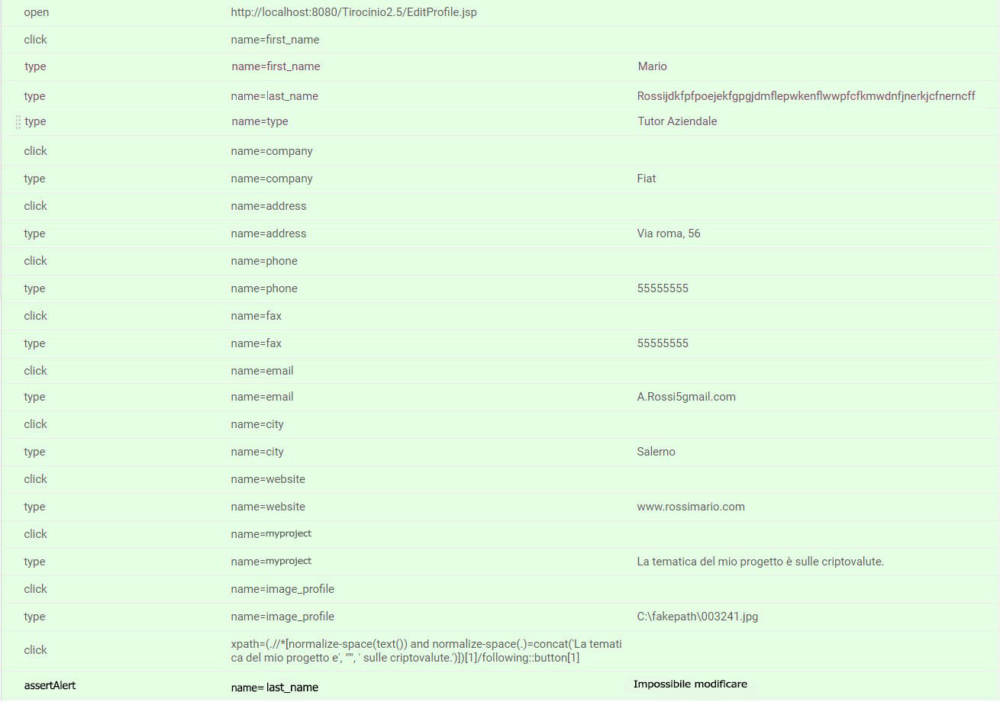 open http://localhost:8080/Tirocinio2.5/EditProfile.jsp
click name=first_name
type name=first_name Mario
type name=last_name Rossijdkfpfpoejekfgpgjdmflepwkenflwwpfcfkmwdnfjnerkjcfnerncff
type name=type Tutor Aziendale
click name=company
type name=company Fiat
click name=address
type name=address Via roma, 56
click name=phone
type name=phone 55555555
click name=fax
type name=fax 55555555
click name=email
type name=email A.Rossi5gmail.com
click name=city
type name=city Salerno
click name=website
type name=website www.rossimario.com
click name=myproject
type name=myproject La tematica del mio progetto è sulle criptovalute.
click name=image_profile
type name=image_profile C:\fakepath\003241.jpg
click xpath=(.//*[normalize-space(text()) and normalize-space(.)=concat('La temati
ca del mio progetto e', "'", ' sulle criptovalute.')])[1]/following::button[1]
assertAlert name= last_name Impossibile modificare